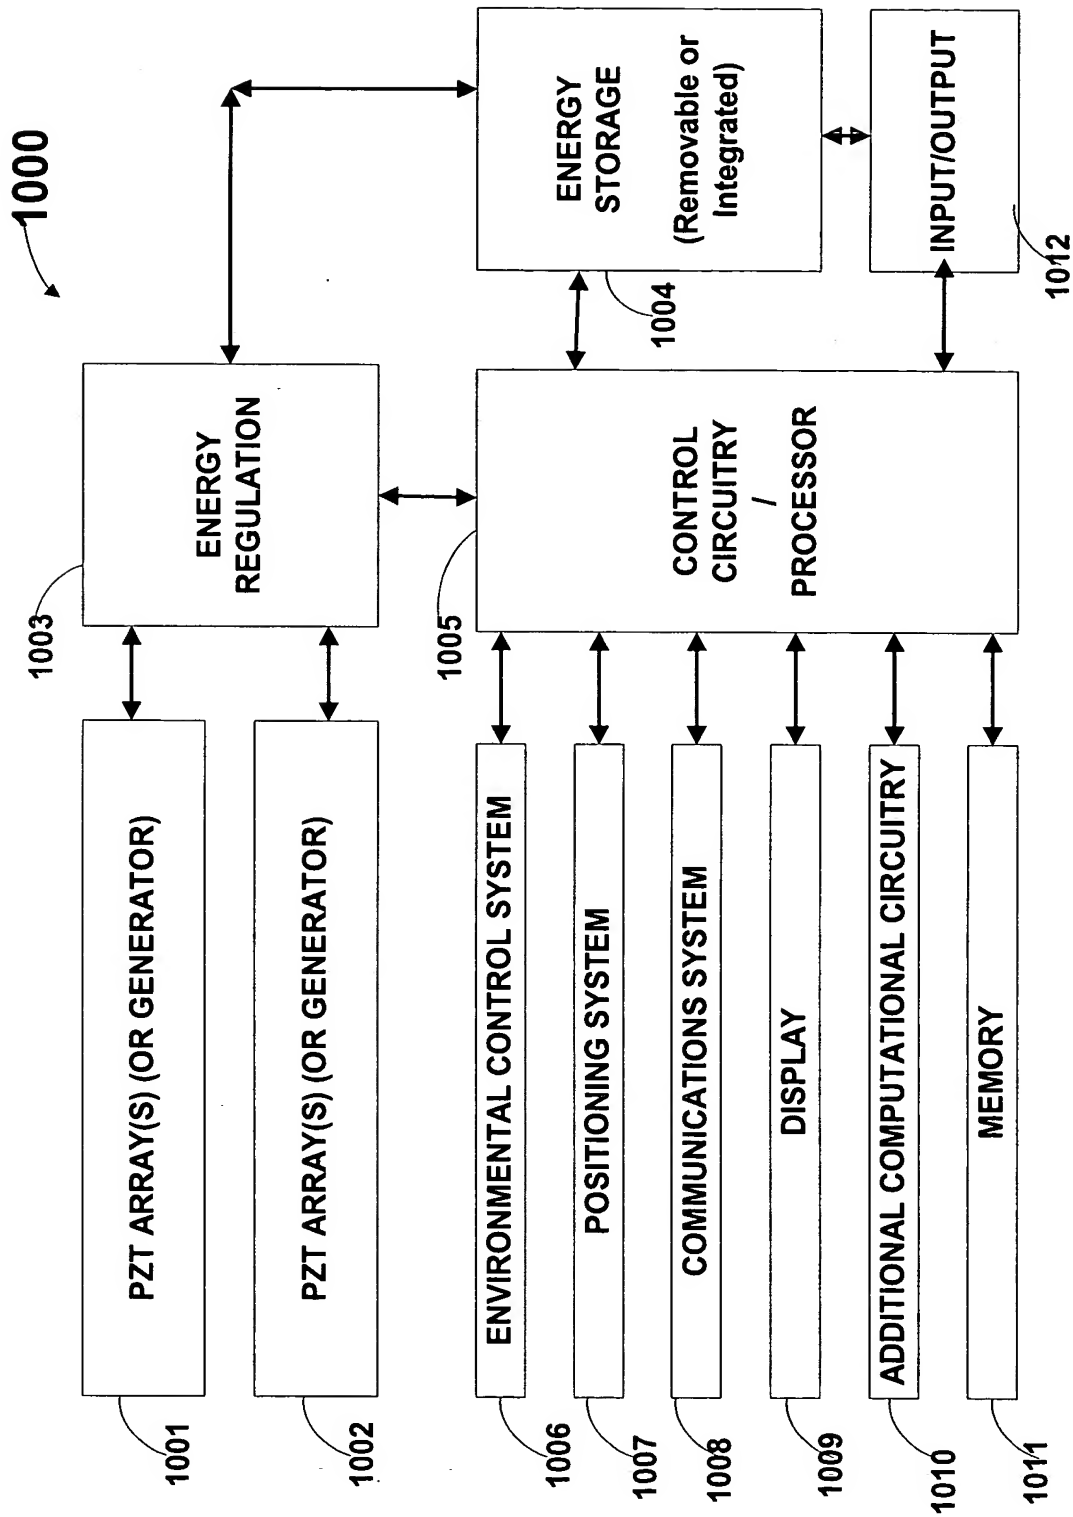 1000
1001
PZT ARRAY(S) (OR GENERATOR)
1002
PZT ARRAY(S) (OR GENERATOR)
1003
ENERGY
REGULATION
ENERGY
STORAGE
(Removable or
Integrated)
1004
1005
CONTROL
CIRCUITRY
/
PROCESSOR
INPUT/OUTPUT
1012
1006
ENVIRONMENTAL CONTROL SYSTEM
1007
POSITIONING SYSTEM
1008
COMMUNICATIONS SYSTEM
1009
DISPLAY
1010
ADDITIONAL COMPUTATIONAL CIRCUITRY
1011
MEMORY